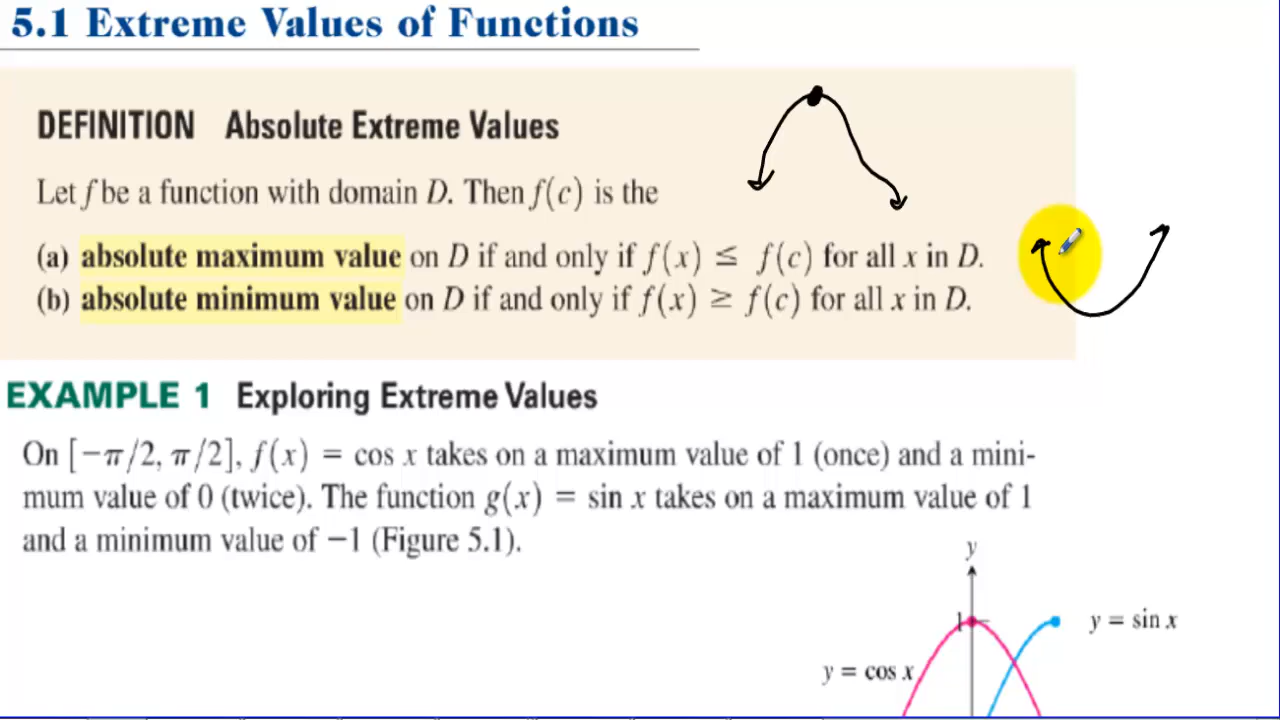 5.1 Extreme Values of Functions
DEFINITION Absolute Extreme Values
Let f be a function with domain D. Then f(c) is the
(a) absolute maximum value on D if and only if f(x) ≤ f(c) for all x in D.
(b) absolute minimum value on D if and only if f(x) ≥ f(c) for all x in D.
EXAMPLE 1 Exploring Extreme Values
On [−π/2, π/2], f(x) = cos x takes on a maximum value of 1 (once) and a mini-
mum value of 0 (twice). The function g(x) = sin x takes on a maximum value of 1
and a minimum value of −1 (Figure 5.1).
y
1
y = sin x
y = cos x